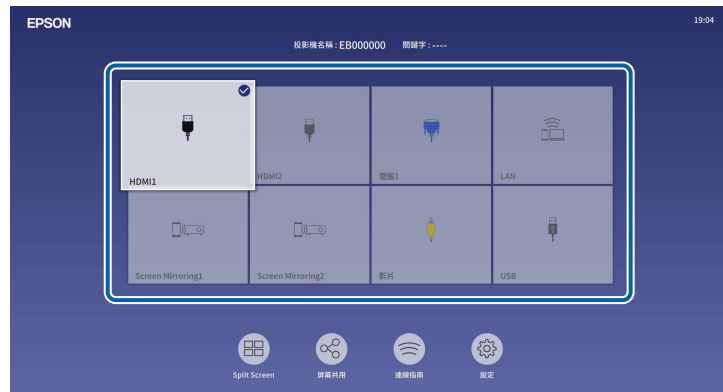 EPSON
19:04
投影機名稱 : EB000000 關鍵字 : ----
HDMI1
HDMI2
電腦1
LAN
Screen Mirroring1
Screen Mirroring2
影片
USB
Split Screen
屏幕共用
連線指南
設定